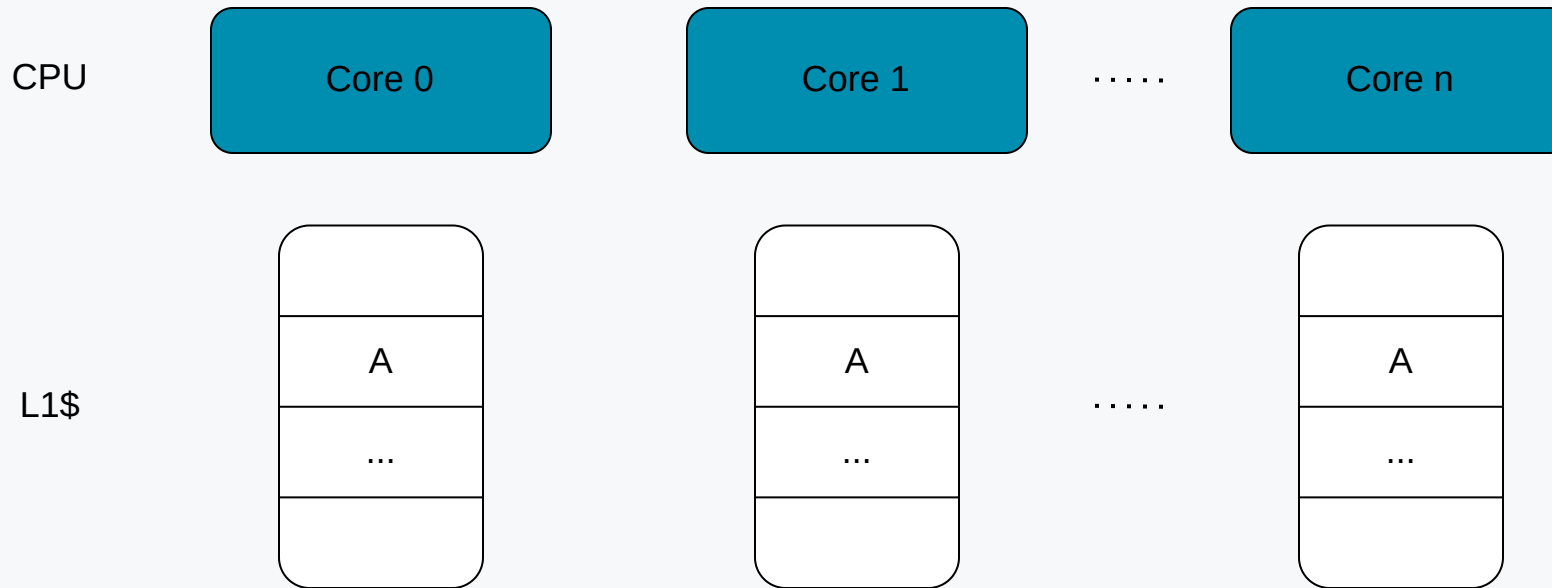 CPU Core 0 Core 1 ..... Core n
A A A
L1$ .....
... ... ...